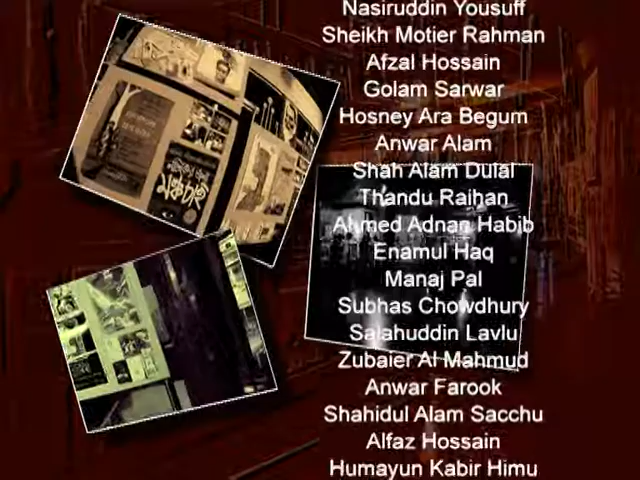 Nasiruddin Yousuff
Sheikh Motier Rahman
Afzal Hossain
Golam Sarwar
Hosney Ara Begum
Anwar Alam
Shah Alam Dulal
Thandu Raihan
Ahmed Adnan Habib
Enamul Haq
Manaj Pal
Subhas Chowdhury
Salahuddin Lavlu
Zubaier Al Mahmud
Anwar Farook
Shahidul Alam Sacchu
Alfaz Hossain
Humayun Kabir Himu